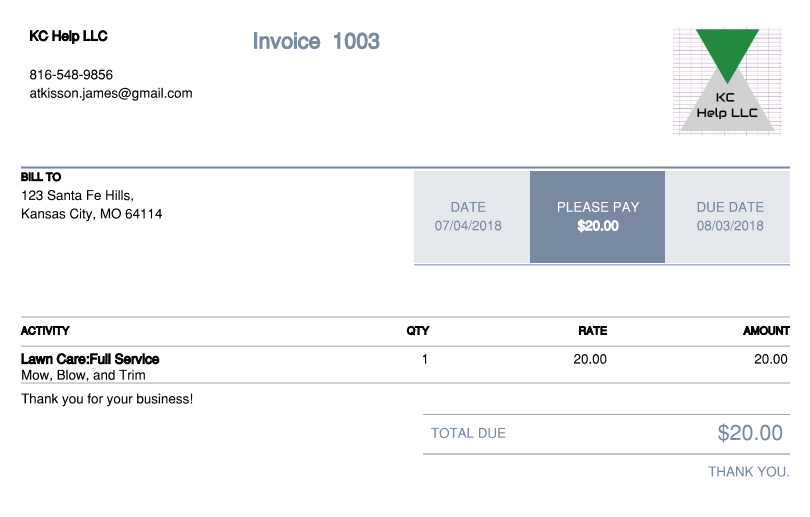 KC Help LLC
Invoice 1003
816-548-9856
atkisson.james@gmail.com
KC
Help LLC
BILL TO
123 Santa Fe Hills,
Kansas City, MO 64114
DATE
07/04/2018
PLEASE PAY
$20.00
DUE DATE
08/03/2018
ACTIVITY QTY RATE AMOUNT
Lawn Care:Full Service 1 20.00 20.00
Mow, Blow, and Trim
Thank you for your business!
TOTAL DUE $20.00
THANK YOU.